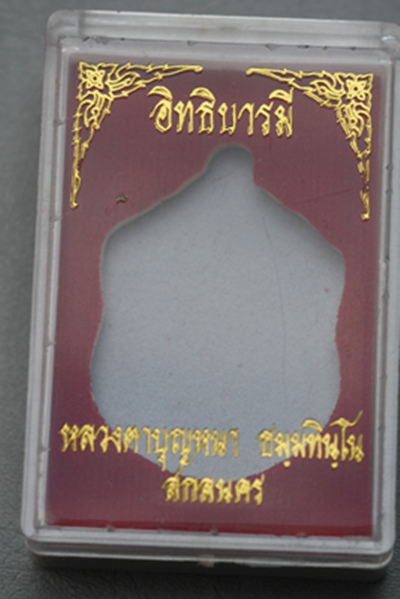 อิทธิบารมี
หลวงตาบุญหนา ธมฺมทินฺโน
สกลนคร